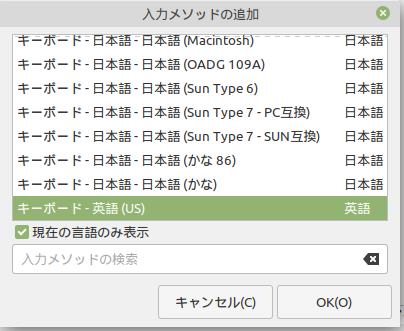 入力メソッドの追加
キーボード - 日本語 - 日本語 (Macintosh) 日本語
キーボード - 日本語 - 日本語 (OADG 109A) 日本語
キーボード - 日本語 - 日本語 (Sun Type 6) 日本語
キーボード - 日本語 - 日本語 (Sun Type 7 - PC互換) 日本語
キーボード - 日本語 - 日本語 (Sun Type 7 - SUN互換) 日本語
キーボード - 日本語 - 日本語 (かな 86) 日本語
キーボード - 日本語 - 日本語 (かな) 日本語
キーボード - 英語 (US) 英語
現在の言語のみ表示
入力メソッドの検索
キャンセル(C) OK(O)